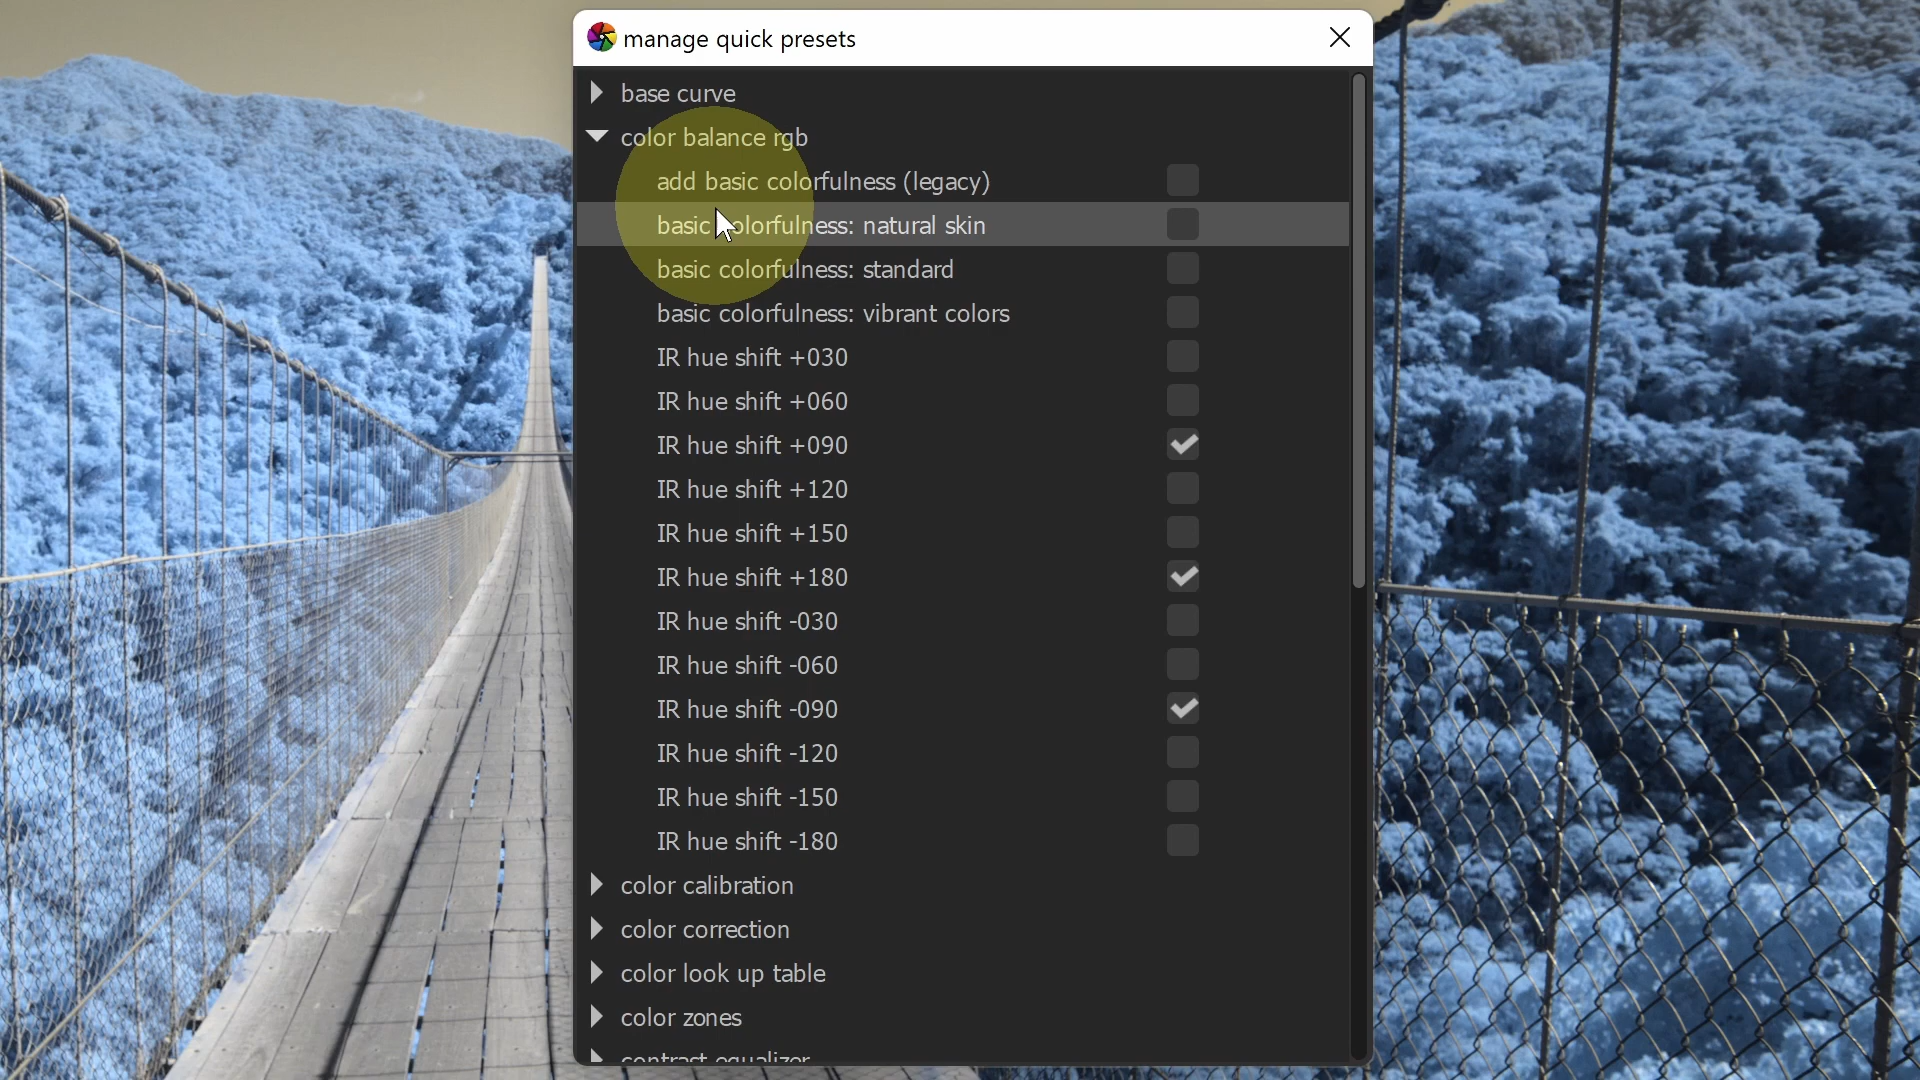 manage quick presets
base curve
color balance rgb
add basic colorfulness (legacy)
basic colorfulness: natural skin
basic colorfulness: standard
basic colorfulness: vibrant colors
IR hue shift +030
IR hue shift +060
IR hue shift +090
IR hue shift +120
IR hue shift +150
IR hue shift +180
IR hue shift -030
IR hue shift -060
IR hue shift -090
IR hue shift -120
IR hue shift -150
IR hue shift -180
color calibration
color correction
color look up table
color zones
contrast equalizer